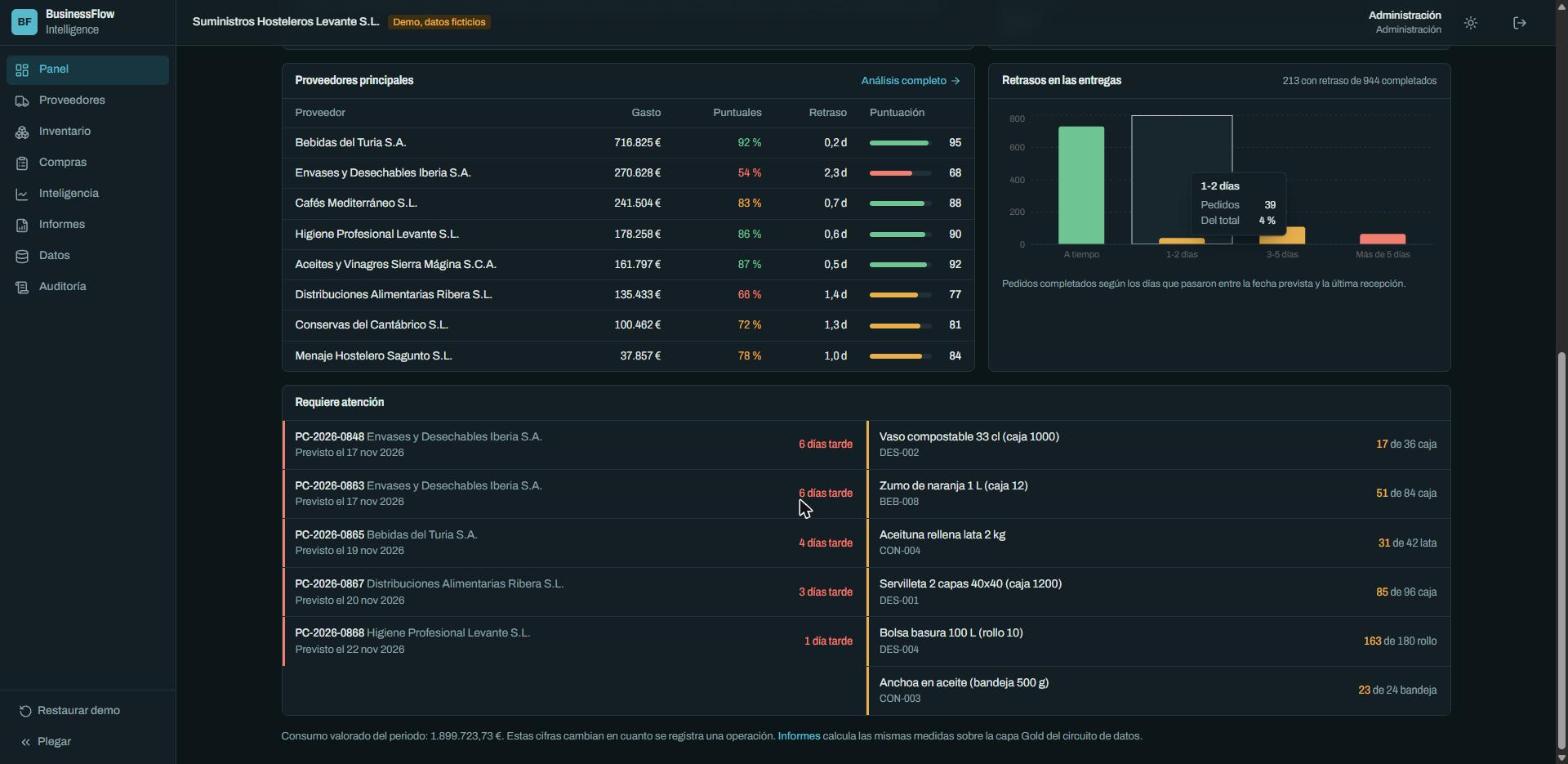 BF
BusinessFlow
Intelligence
Suministros Hosteleros Levante S.L.
Demo, datos ficticios
Administración
Administración
Panel
Proveedores
Inventario
Compras
Inteligencia
Informes
Datos
Auditoría
Restaurar demo
Plegar
Proveedores principales
Análisis completo →
Proveedor Gasto Puntuales Retraso Puntuación
Bebidas del Turia S.A. 716.825 € 92 % 0,2 d 95
Envases y Desechables Iberia S.A. 270.628 € 54 % 2,3 d 68
Cafés Mediterráneo S.L. 241.504 € 83 % 0,7 d 88
Higiene Profesional Levante S.L. 178.258 € 86 % 0,6 d 90
Aceites y Vinagres Sierra Mágina S.C.A. 161.797 € 87 % 0,5 d 92
Distribuciones Alimentarias Ribera S.L. 135.433 € 66 % 1,4 d 77
Conservas del Cantábrico S.L. 100.462 € 72 % 1,3 d 81
Menaje Hostelero Sagunto S.L. 37.857 € 78 % 1,0 d 84
Retrasos en las entregas
213 con retraso de 944 completados
800
600
400
200
0
1-2 días
Pedidos 39
Del total 4 %
A tiempo 1-2 días 3-5 días Más de 5 días
Pedidos completados según los días que pasaron entre la fecha prevista y la última recepción.
Requiere atención
PC-2026-0848 Envases y Desechables Iberia S.A.
Previsto el 17 nov 2026
6 días tarde
PC-2026-0863 Envases y Desechables Iberia S.A.
Previsto el 17 nov 2026
6 días tarde
PC-2026-0865 Bebidas del Turia S.A.
Previsto el 19 nov 2026
4 días tarde
PC-2026-0867 Distribuciones Alimentarias Ribera S.L.
Previsto el 20 nov 2026
3 días tarde
PC-2026-0868 Higiene Profesional Levante S.L.
Previsto el 22 nov 2026
1 día tarde
Vaso compostable 33 cl (caja 1000)
DES-002
17 de 36 caja
Zumo de naranja 1 L (caja 12)
BEB-008
51 de 84 caja
Aceituna rellena lata 2 kg
CON-004
31 de 42 lata
Servilleta 2 capas 40x40 (caja 1200)
DES-001
85 de 96 caja
Bolsa basura 100 L (rollo 10)
DES-004
163 de 180 rollo
Anchoa en aceite (bandeja 500 g)
CON-003
23 de 24 bandeja
Consumo valorado del periodo: 1.899.723,73 €. Estas cifras cambian en cuanto se registra una operación. Informes calcula las mismas medidas sobre la capa Gold del circuito de datos.